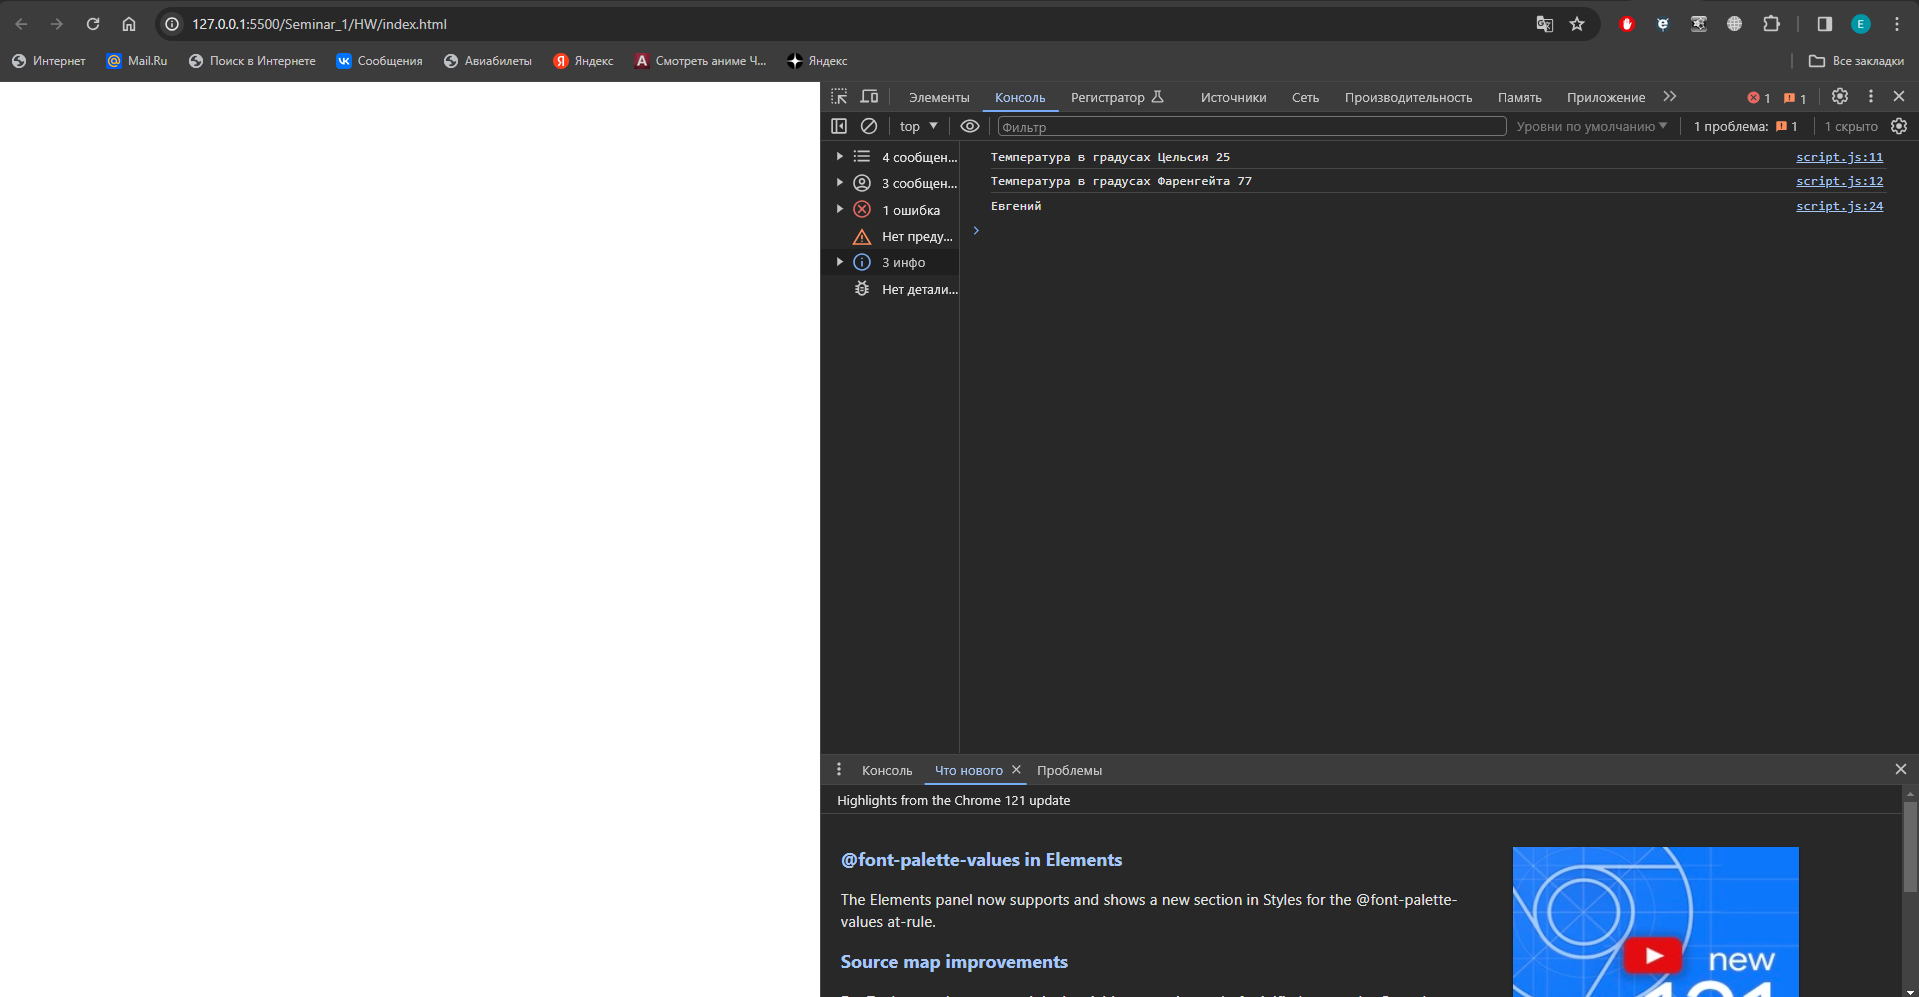 127.0.0.1:5500/Seminar_1/HW/index.html
E
Интернет
@ Mail.Ru
Поиск в Интернете
Сообщения
Авиабилеты
Я Яндекс
A Смотреть аниме Ч...
Яндекс
Все закладки
Элементы
Консоль
Регистратор
Источники
Сеть
Производительность
Память
Приложение
1
1
top
Фильтр
Уровни по умолчанию
1 проблема: 1
1 скрыто
4 сообщен...
3 сообщен...
1 ошибка
Нет преду...
3 инфо
Нет детали...
Температура в градусах Цельсия 25 script.js:11
Температура в градусах Фаренгейта 77 script.js:12
Евгений script.js:24
Консоль
Что нового
Проблемы
Highlights from the Chrome 121 update
@font-palette-values in Elements
The Elements panel now supports and shows a new section in Styles for the @font-palette-
values at-rule.
Source map improvements
new